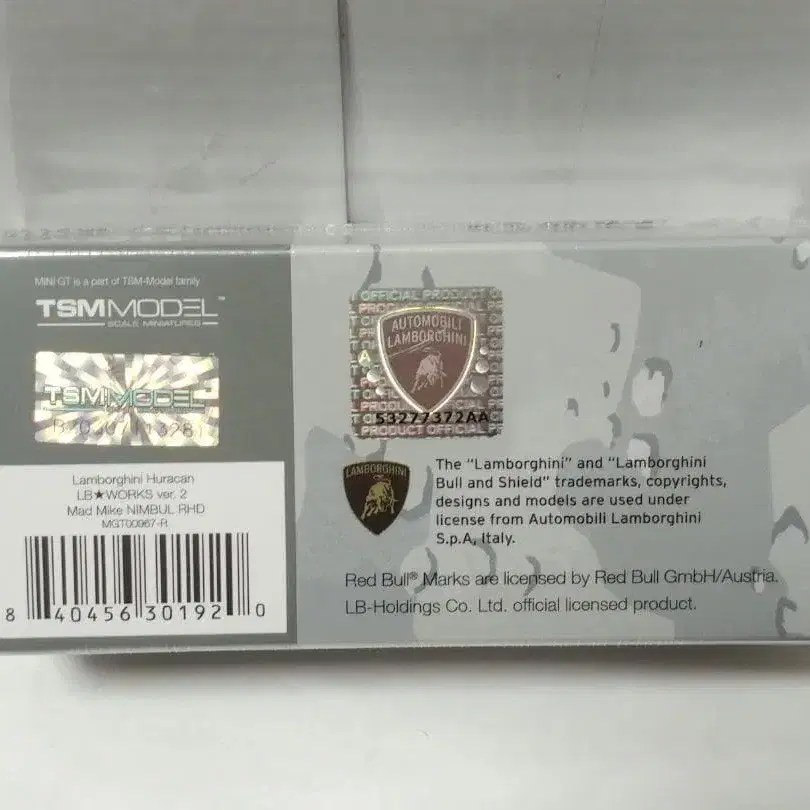 MINI GT is a part of TSM-Model family
TSMMODEL™
SCALE MINIATURES
TSMMODEL
Lamborghini Huracan
LB★WORKS ver. 2
Mad Mike NIMBUL RHD
MGT00967-R
8 40456 30192 0
OFFICIAL PRODUCT
AUTOMOBILI
LAMBORGHINI
A
53277372AA
PRODUCT OFFICIAL
LAMBORGHINI
The "Lamborghini" and "Lamborghini
Bull and Shield" trademarks, copyrights,
designs and models are used under
license from Automobili Lamborghini
S.p.A, Italy.
Red Bull® Marks are licensed by Red Bull GmbH/Austria.
LB-Holdings Co. Ltd. official licensed product.